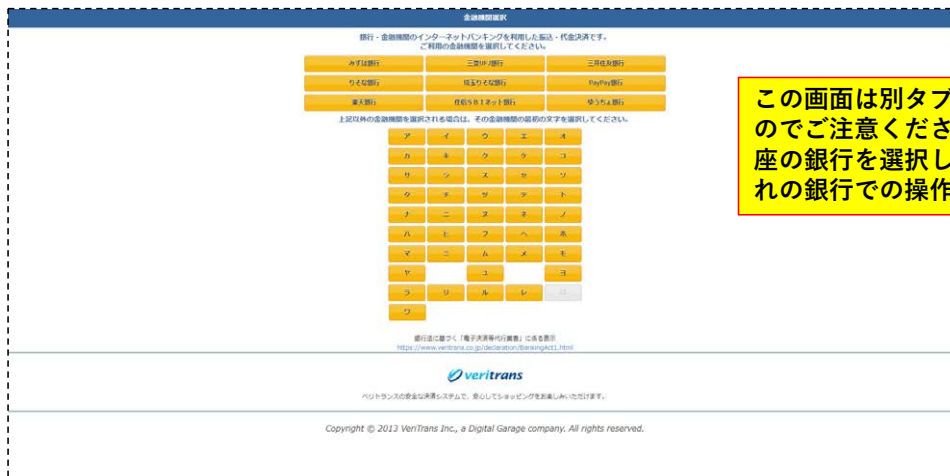 金融機関選択
銀行・金融機関のインターネットバンキングを利用した振込・代金決済です。
ご利用の金融機関を選択してください。
みずほ銀行 三菱UFJ銀行 三井住友銀行
りそな銀行 埼玉りそな銀行 PayPay銀行
楽天銀行 住信SBIネット銀行 ゆうちょ銀行
上記以外の金融機関を選択される場合は、その金融機関の最初の文字を選択してください。
ア イ ウ エ オ
カ キ ク ケ コ
サ シ ス セ ソ
タ チ ツ テ ト
ナ ニ ヌ ネ ノ
ハ ヒ フ ヘ ホ
マ ミ ム メ モ
ヤ ユ ヨ
ラ リ ル レ ロ
ワ
この画面は別タブ
のでご注意くださ
座の銀行を選択し
れの銀行での操作
銀行法に基づく「電子決済等代行業者」に係る表示
https://www.veritrans.co.jp/declaration/BankingAct1.html
veritrans
ベリトランスの安全な決済システムで、安心してショッピングをお楽しみいただけます。
Copyright © 2013 VeriTrans Inc., a Digital Garage company. All rights reserved.